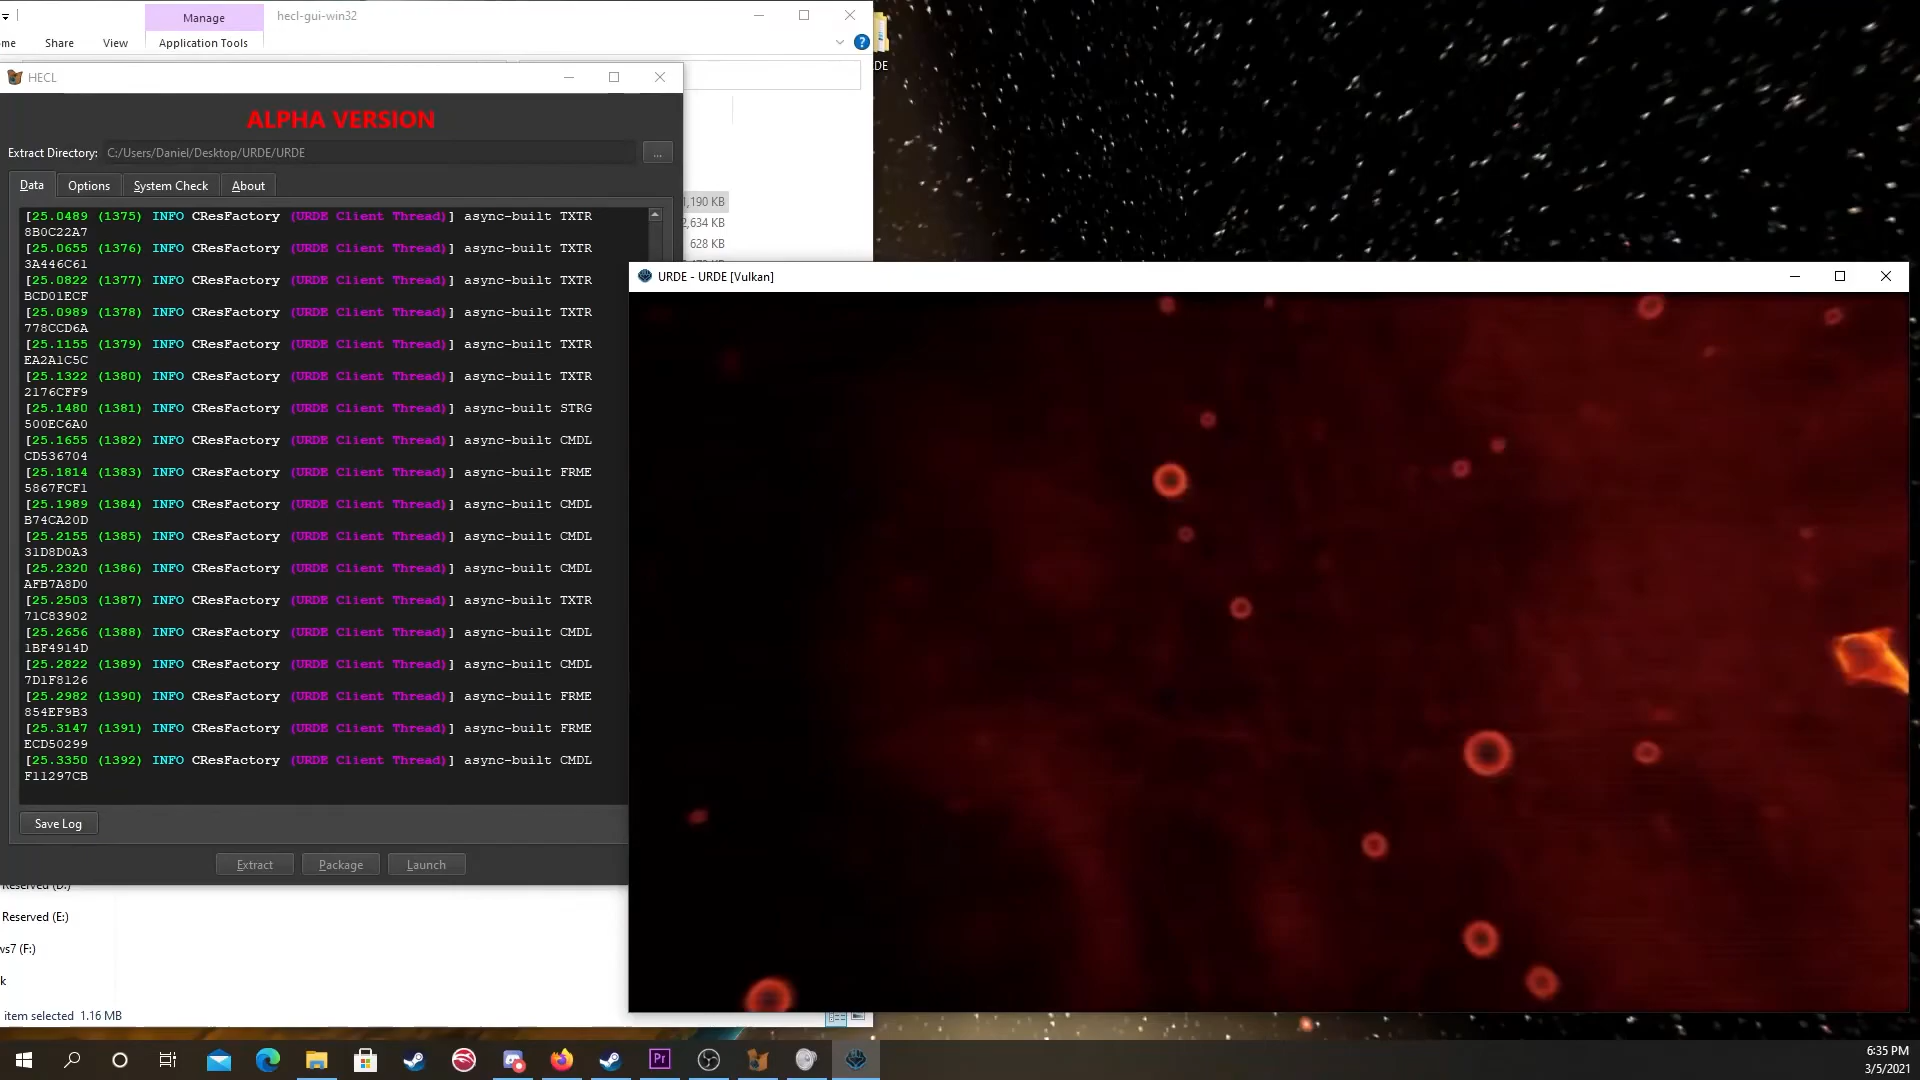 Manage
hecl-gui-win32
Share
View
Application Tools
HECL
ALPHA VERSION
Extract Directory: C:/Users/Daniel/Desktop/URDE/URDE
...
Data
Options
System Check
About
[25.0489 (1375) INFO CResFactory (URDE Client Thread)] async-built TXTR
8B0C22A7
[25.0655 (1376) INFO CResFactory (URDE Client Thread)] async-built TXTR
3A446C61
[25.0822 (1377) INFO CResFactory (URDE Client Thread)] async-built TXTR
BCD01ECF
[25.0989 (1378) INFO CResFactory (URDE Client Thread)] async-built TXTR
778CCD6A
[25.1155 (1379) INFO CResFactory (URDE Client Thread)] async-built TXTR
EA2A1C5C
[25.1322 (1380) INFO CResFactory (URDE Client Thread)] async-built TXTR
2176CFF9
[25.1480 (1381) INFO CResFactory (URDE Client Thread)] async-built STRG
500EC6A0
[25.1655 (1382) INFO CResFactory (URDE Client Thread)] async-built CMDL
CD536704
[25.1814 (1383) INFO CResFactory (URDE Client Thread)] async-built FRME
5867FCF1
[25.1989 (1384) INFO CResFactory (URDE Client Thread)] async-built CMDL
B74CA20D
[25.2155 (1385) INFO CResFactory (URDE Client Thread)] async-built CMDL
31D8D0A3
[25.2320 (1386) INFO CResFactory (URDE Client Thread)] async-built CMDL
AFB7A8D0
[25.2503 (1387) INFO CResFactory (URDE Client Thread)] async-built TXTR
71C83902
[25.2656 (1388) INFO CResFactory (URDE Client Thread)] async-built CMDL
1BF4914D
[25.2822 (1389) INFO CResFactory (URDE Client Thread)] async-built CMDL
7D1F8126
[25.2982 (1390) INFO CResFactory (URDE Client Thread)] async-built FRME
854EF9B3
[25.3147 (1391) INFO CResFactory (URDE Client Thread)] async-built FRME
ECD50299
[25.3350 (1392) INFO CResFactory (URDE Client Thread)] async-built CMDL
F11297CB
Save Log
Extract
Package
Launch
,190 KB
2,634 KB
628 KB
DE
URDE - URDE [Vulkan]
Reserved (D:)
Reserved (E:)
ws7 (F:)
k
item selected 1.16 MB
Pr
6:35 PM
3/5/2021